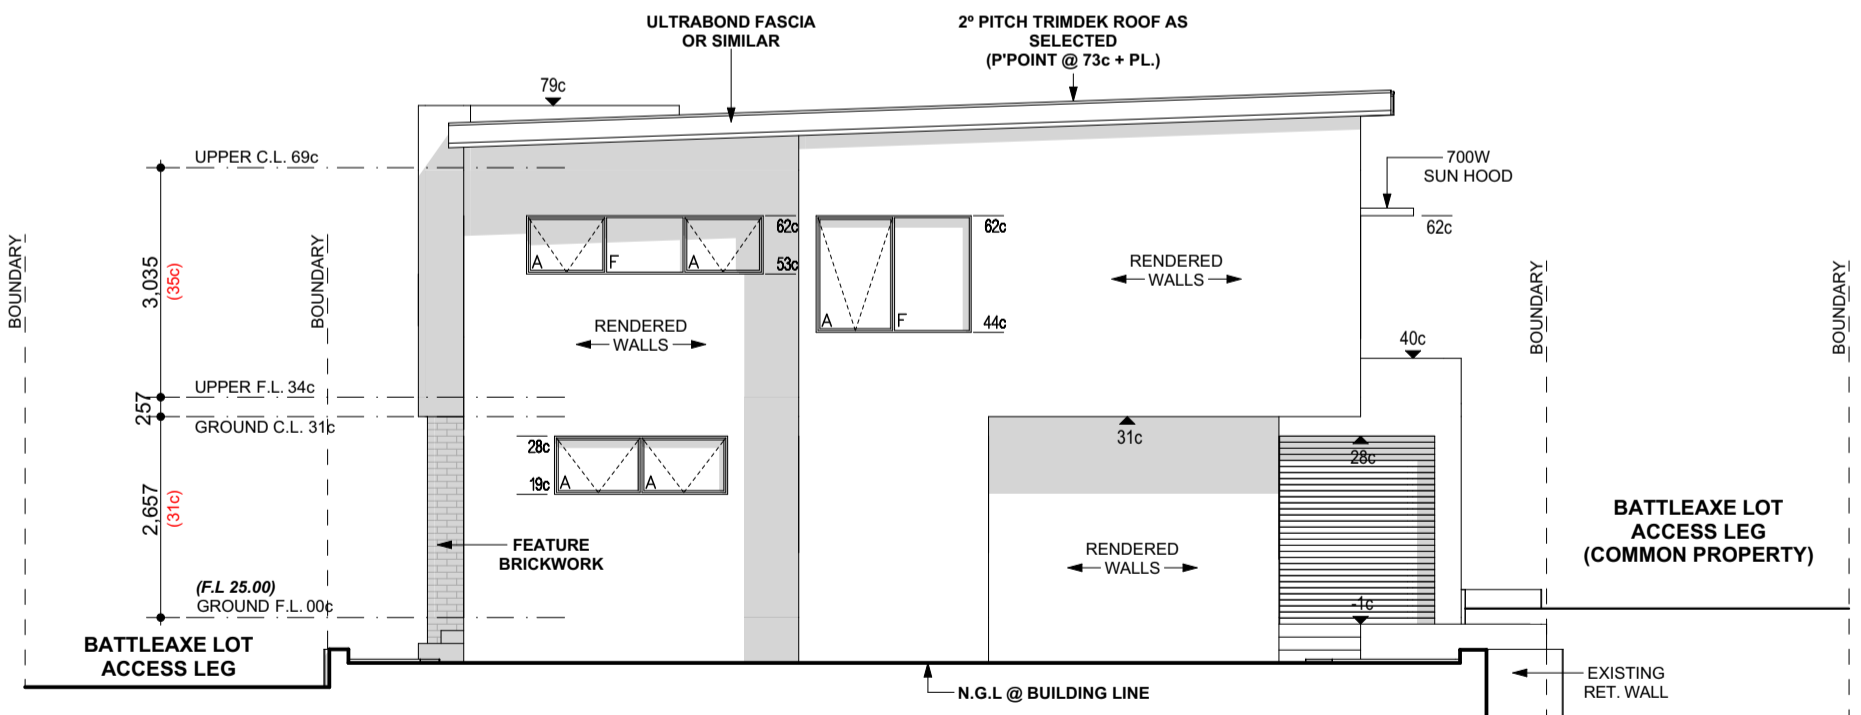 ULTRABOND FASCIA
OR SIMILAR
2º PITCH TRIMDEK ROOF AS
SELECTED
(P'POINT @ 73c + PL.)
79c
UPPER C.L. 69c
700W
SUN HOOD
62c
62c
53c
62c
44c
A
F
A
A
F
RENDERED
WALLS
RENDERED
WALLS
BOUNDARY
BOUNDARY
BOUNDARY
BOUNDARY
3,035
(35c)
40c
UPPER F.L. 34c
257
GROUND C.L. 31c
31c
28c
19c
A
A
28c
2,657
(31c)
FEATURE
BRICKWORK
RENDERED
WALLS
BATTLEAXE LOT
ACCESS LEG
(COMMON PROPERTY)
(F.L 25.00)
GROUND F.L. 00c
-1c
BATTLEAXE LOT
ACCESS LEG
N.G.L @ BUILDING LINE
EXISTING
RET. WALL